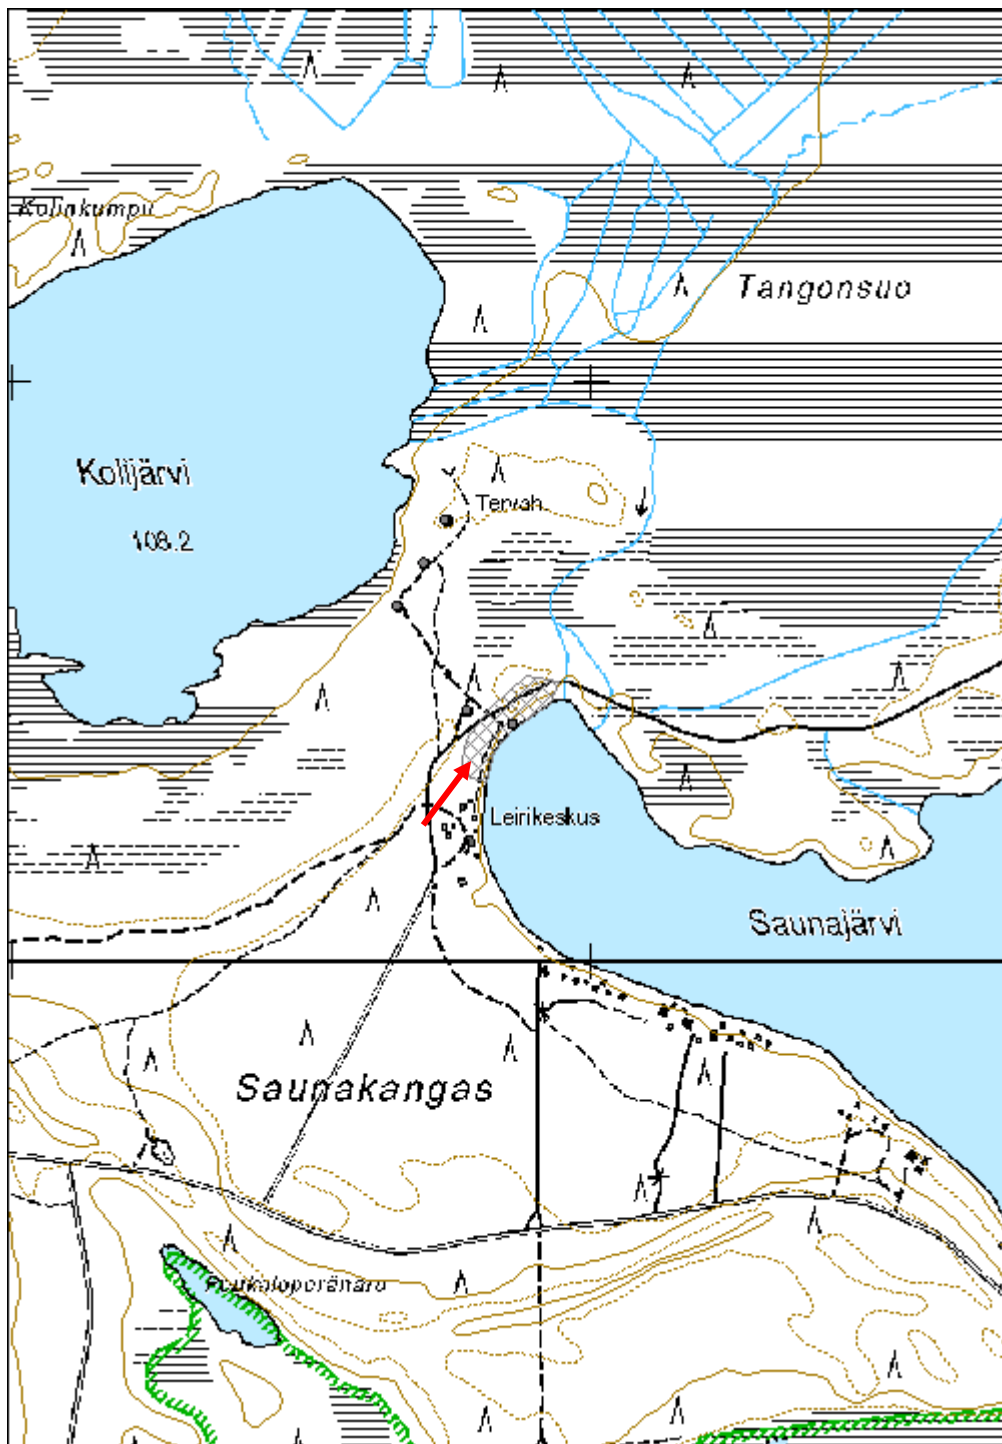 Kolinkumpu
Tangonsuo
Kolijärvi
108.2
Tervah
Leirikeskus
Saunajärvi
Saunakangas